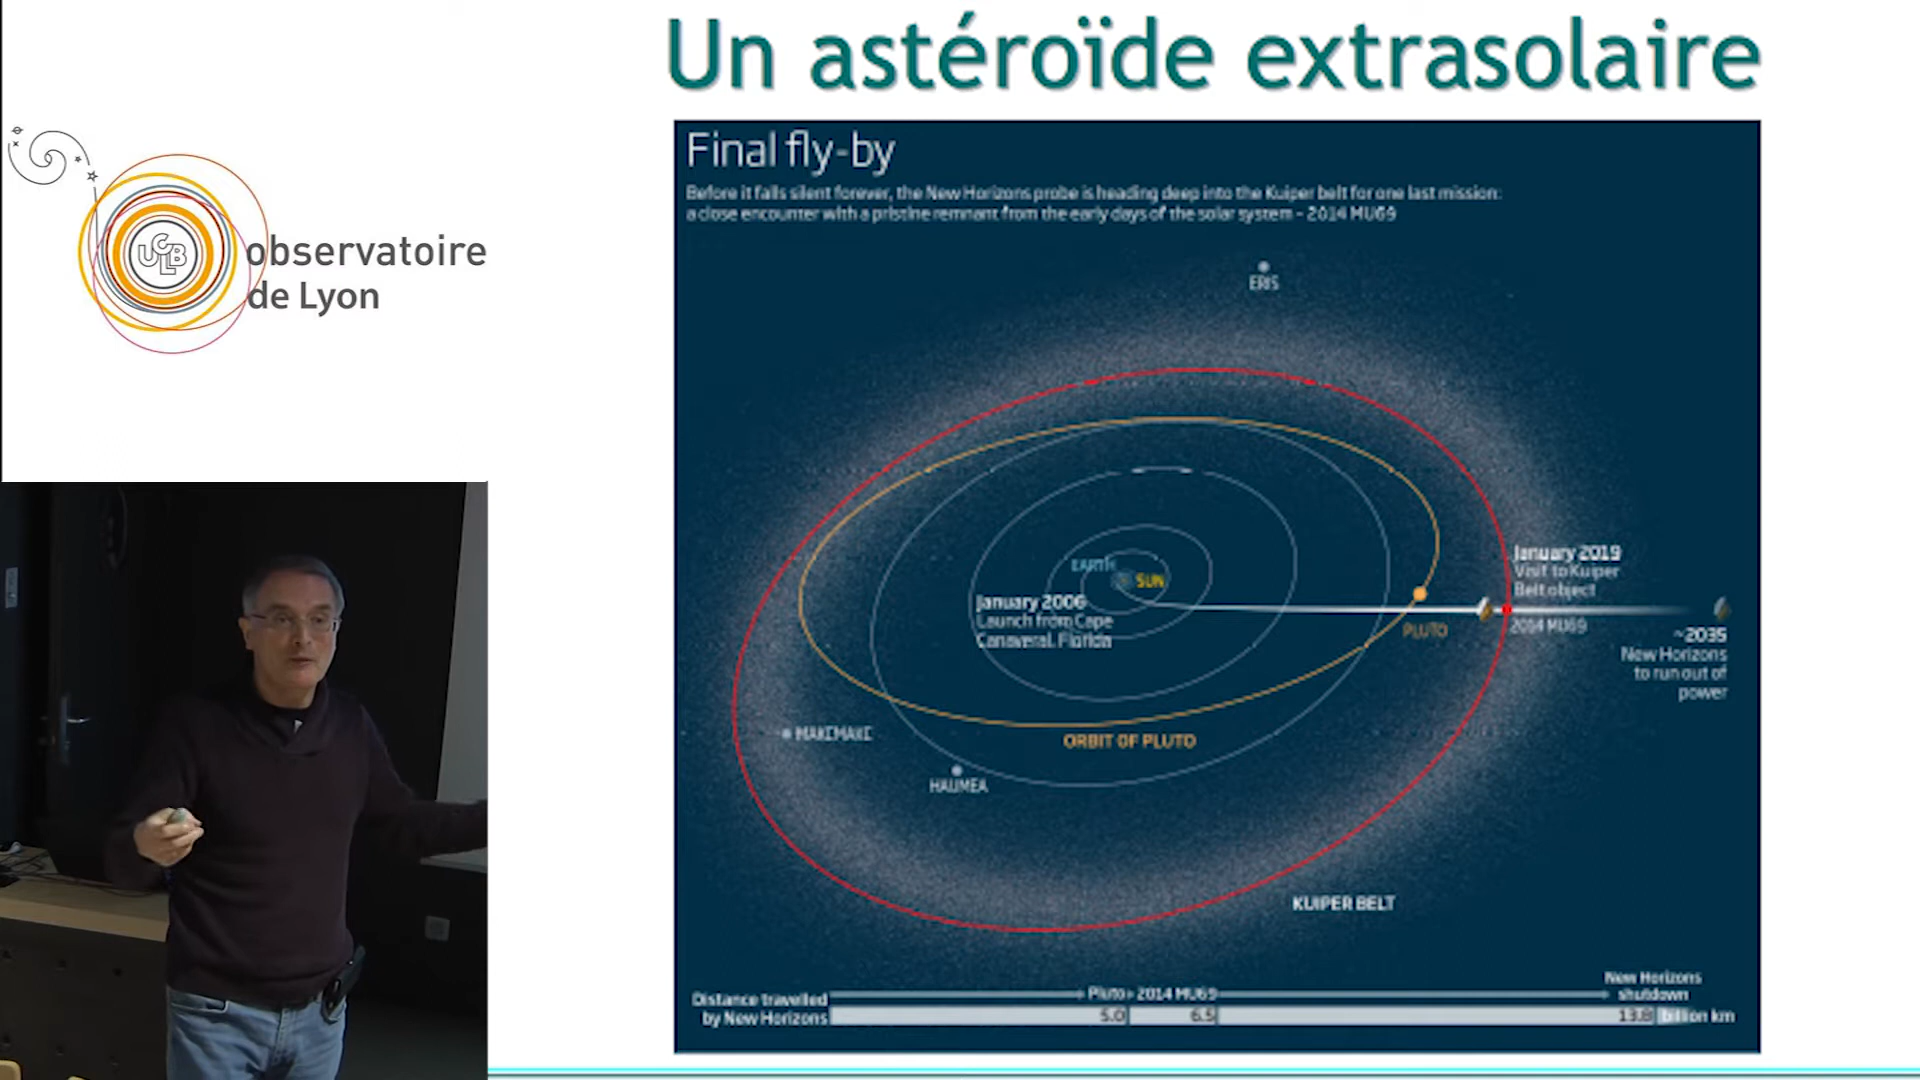 Un astéroïde extrasolaire
UCBL
observatoire
de Lyon
Final fly-by
Before it falls silent forever, the New Horizons probe is heading deep into the Kuiper belt for one last mission:
a close encounter with a pristine remnant from the early days of the solar system - 2014 MU69
ERIS
EARTH
SUN
January 2006
Launch from Cape
Canaveral, Florida
January 2019
Visit to Kuiper
Belt object
2014 MU69
PLUTO
~2035
New Horizons
to run out of
power
MAKEMAKE
ORBIT OF PLUTO
HAUMEA
KUIPER BELT
Distance travelled
by New Horizons
Pluto
2014 MU69
New Horizons
shutdown
5.0
6.5
13.8
billion km